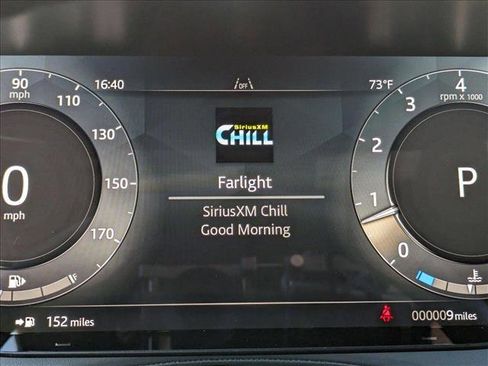 90
mph
110
130
150
170
0
mph
F
16:40
OFF
73°F
SiriusXM
CHILL
Farlight
SiriusXM Chill
Good Morning
4
rpm x 1000
3
2
1
0
P
152 miles
000009 miles